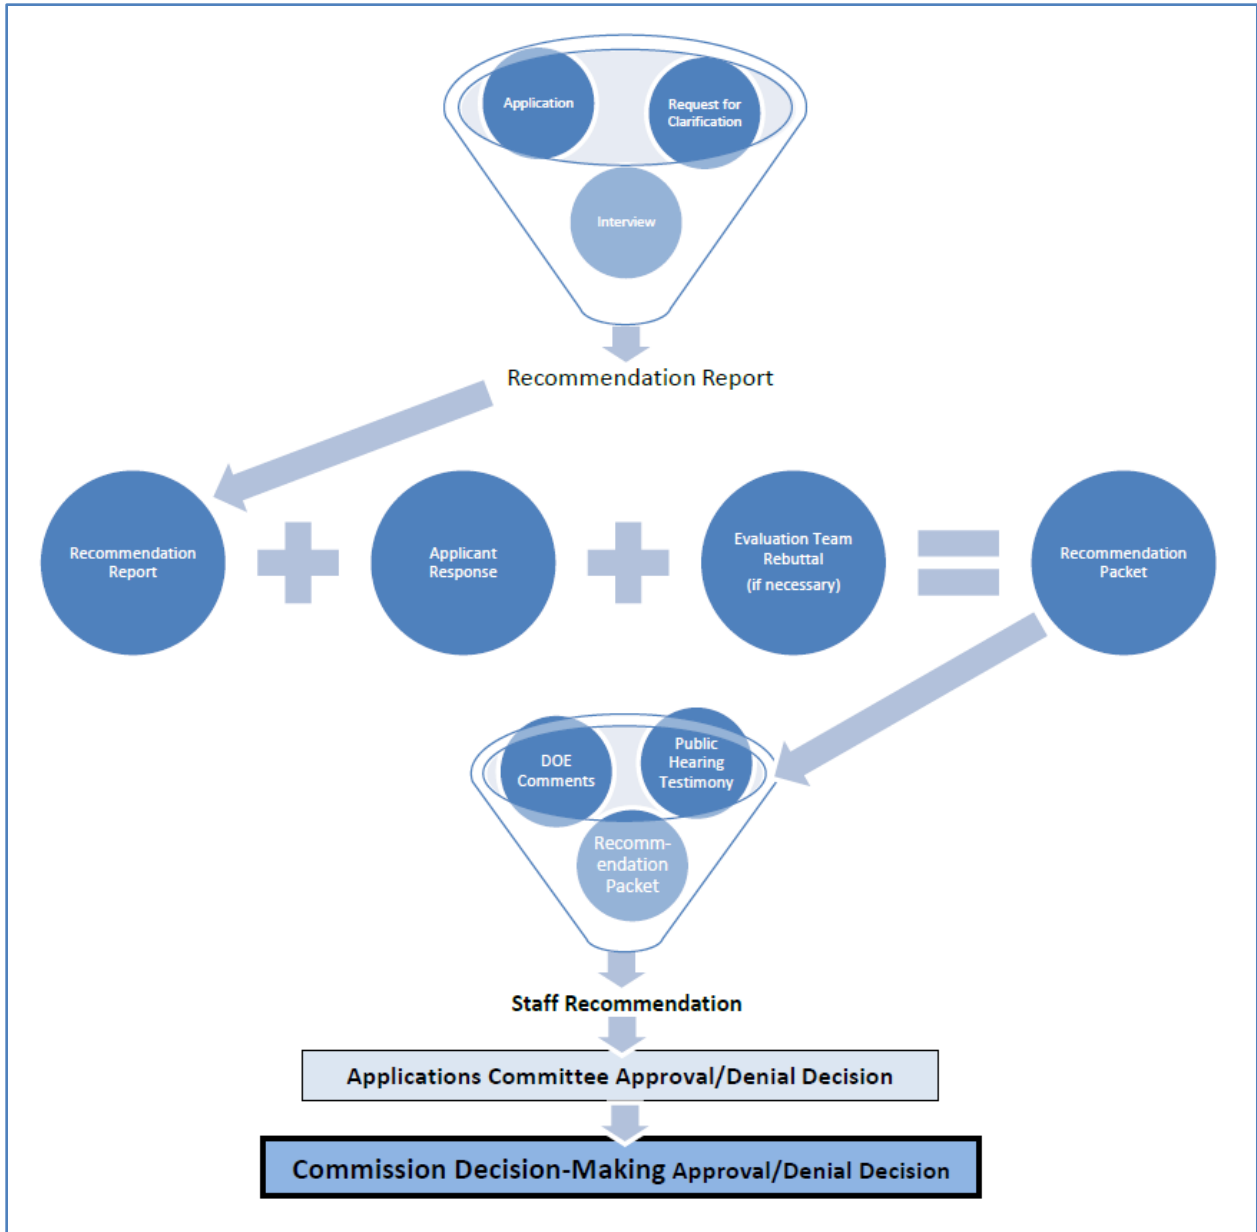 Application
Request for
Clarification
Interview
Recommendation Report
Recommendation
Report
Applicant
Response
Evaluation Team
Rebuttal
(if necessary)
Recommendation
Packet
DOE
Comments
Public
Hearing
Testimony
Recomm-
endation
Packet
Staff Recommendation
Applications Committee Approval/Denial Decision
Commission Decision-Making Approval/Denial Decision